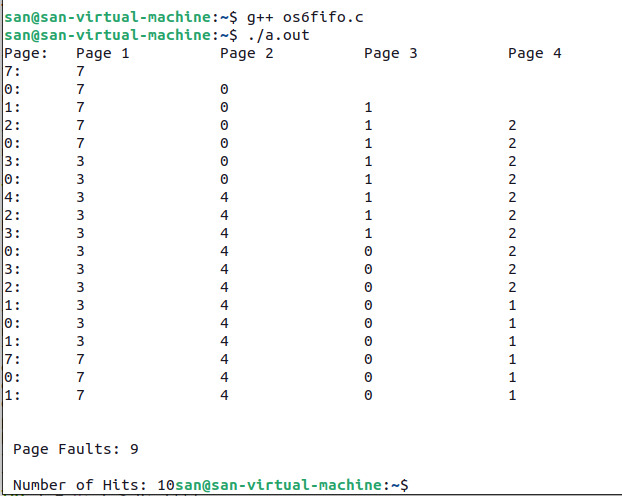 san@san-virtual-machine:~$ g++ os6fifo.c
san@san-virtual-machine:~$ ./a.out
Page: Page 1 Page 2 Page 3 Page 4
7: 7
0: 7 0
1: 7 0 1
2: 7 0 1 2
0: 7 0 1 2
3: 3 0 1 2
0: 3 0 1 2
4: 3 4 1 2
2: 3 4 1 2
3: 3 4 1 2
0: 3 4 0 2
3: 3 4 0 2
2: 3 4 0 2
1: 3 4 0 1
0: 3 4 0 1
1: 3 4 0 1
7: 7 4 0 1
0: 7 4 0 1
1: 7 4 0 1
Page Faults: 9
Number of Hits: 10san@san-virtual-machine:~$